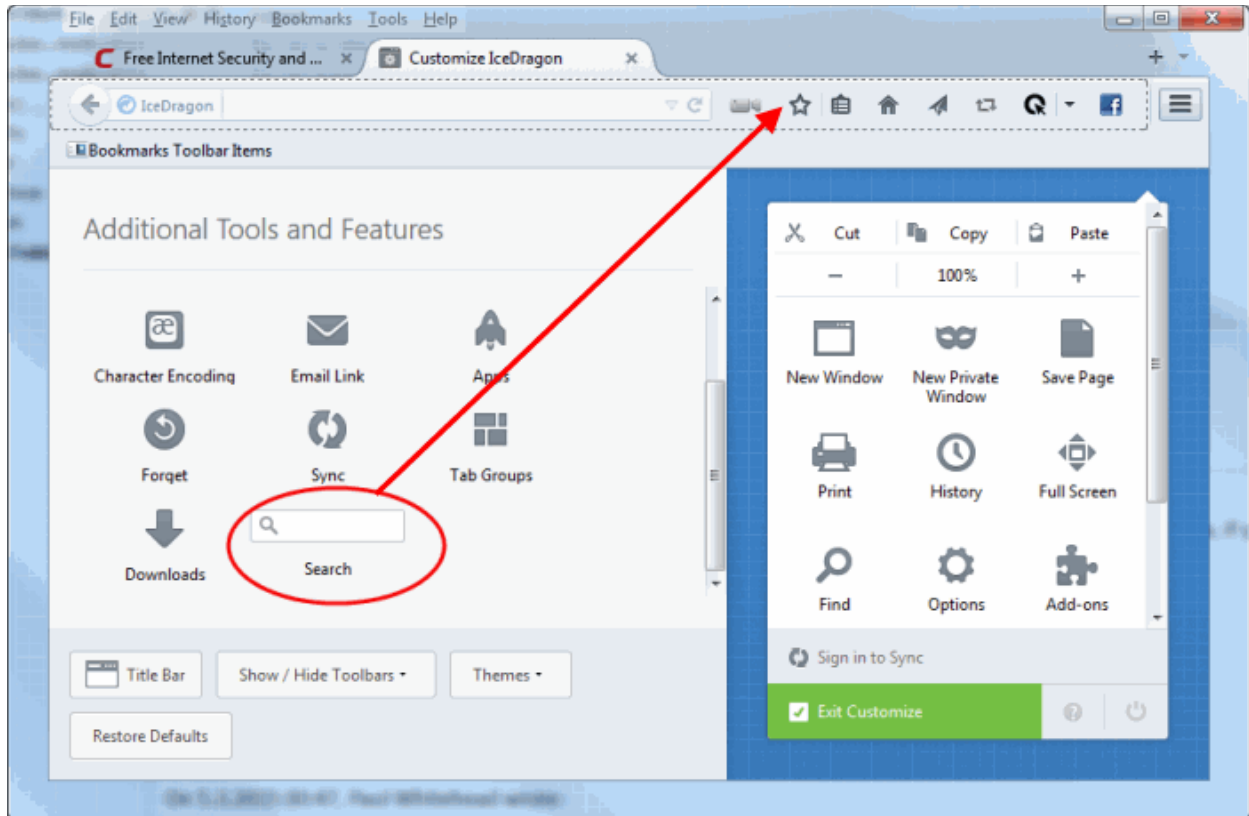 File Edit View History Bookmarks Tools Help
Free Internet Security and ... Customize IceDragon
IceDragon
Bookmarks Toolbar Items
Additional Tools and Features
Character Encoding Email Link Apps
Forget Sync Tab Groups
Downloads Search
Title Bar Show / Hide Toolbars Themes
Restore Defaults
Cut Copy Paste
− 100% +
New Window New Private Window Save Page
Print History Full Screen
Find Options Add-ons
Sign in to Sync
Exit Customize